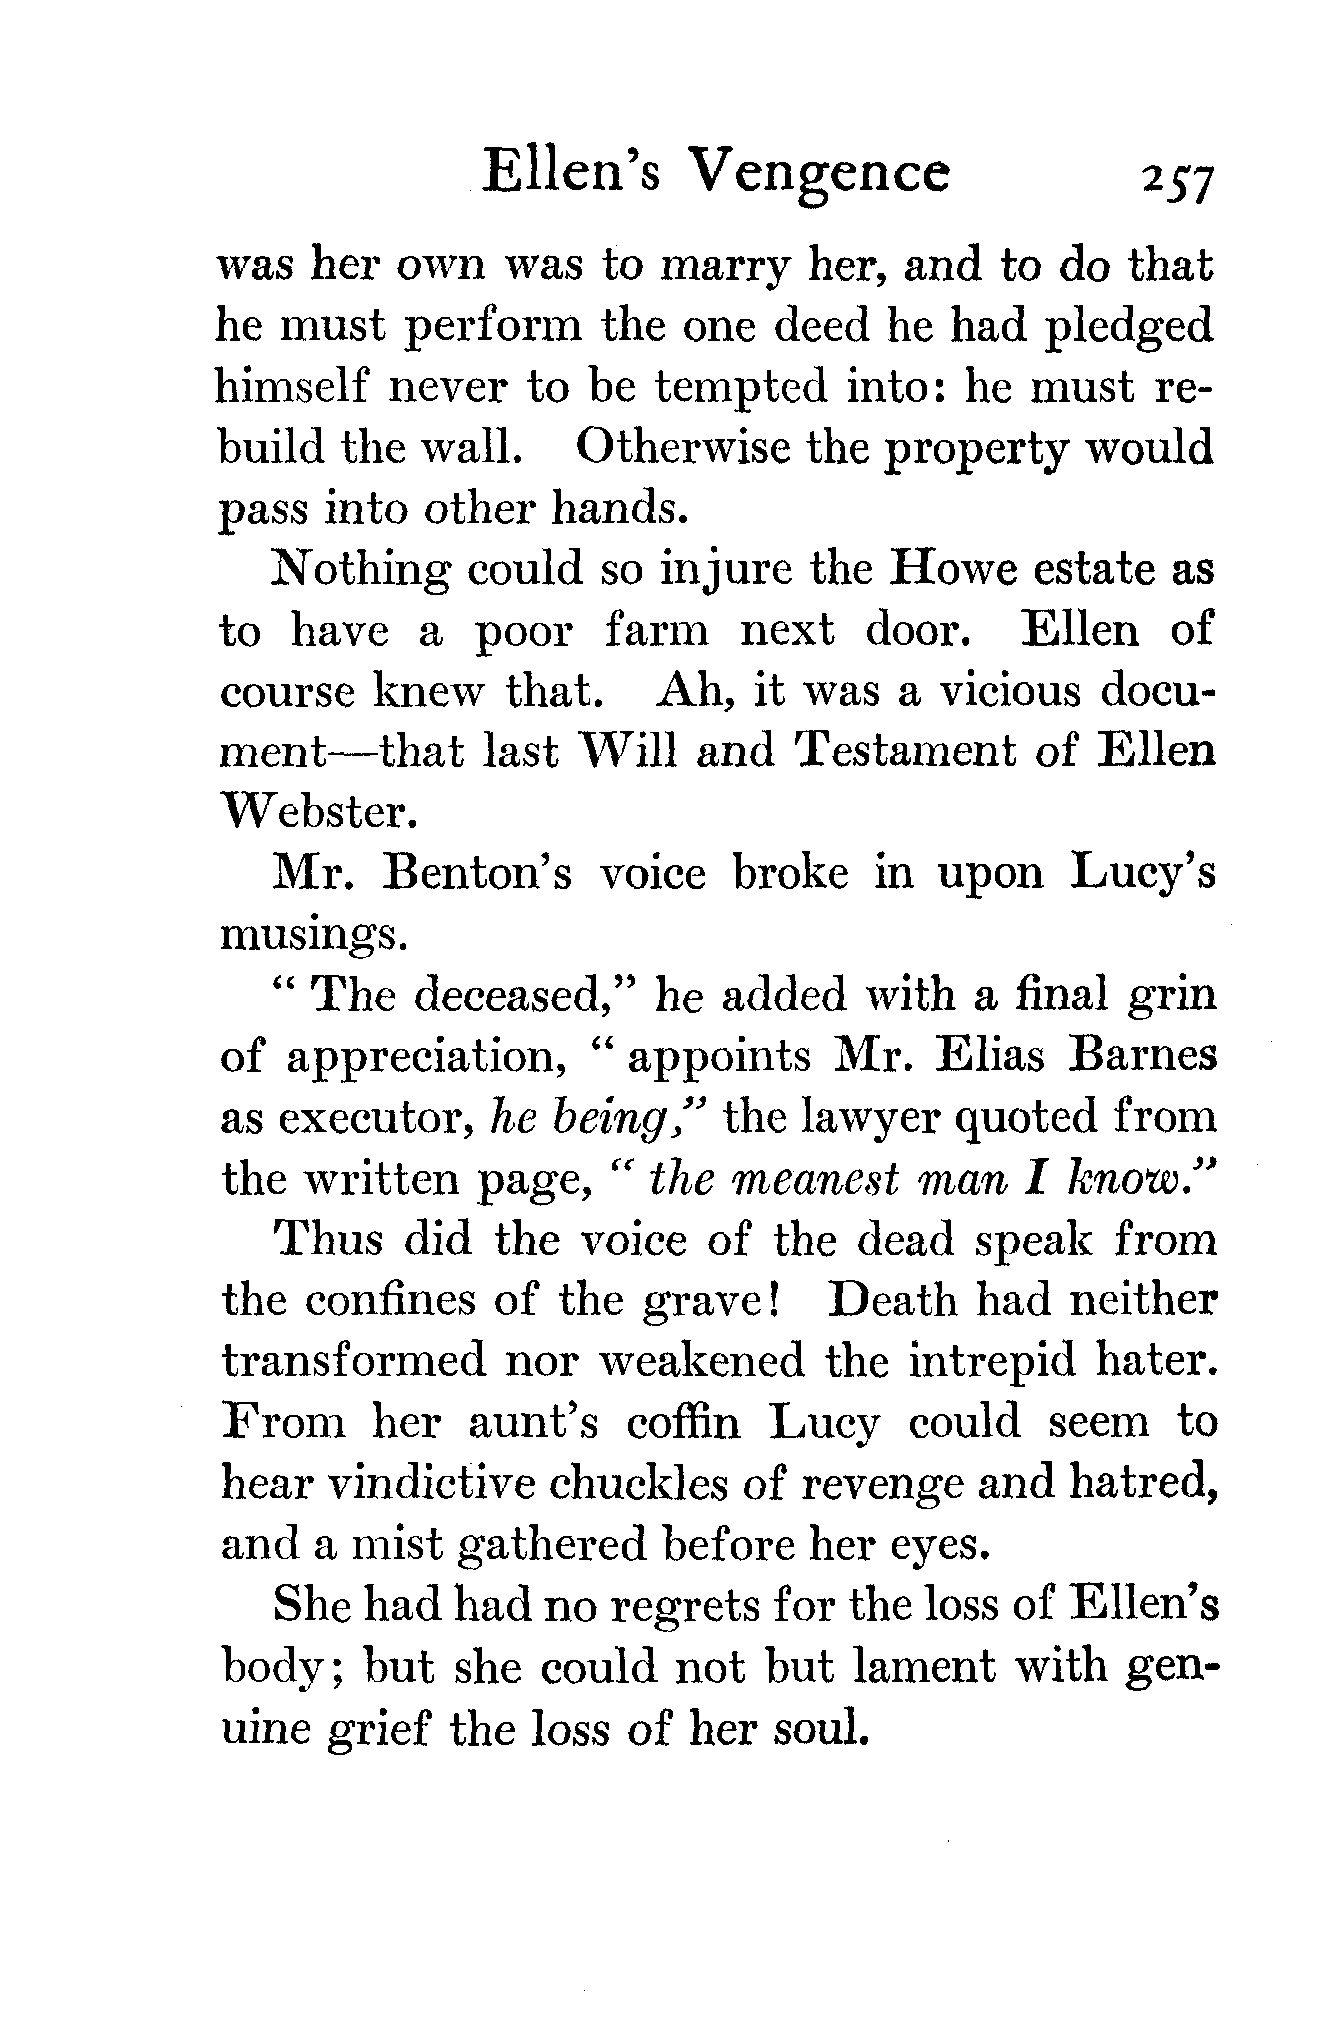 Ellen's Vengence 257
was her own was to marry her, and to do that
he must perform the one deed he had pledged
himself never to be tempted into: he must re-
build the wall. Otherwise the property would
pass into other hands.
Nothing could so injure the Howe estate as
to have a poor farm next door. Ellen of
course knew that. Ah, it was a vicious docu-
ment—that last Will and Testament of Ellen
Webster.
Mr. Benton's voice broke in upon Lucy's
musings.
" The deceased," he added with a final grin
of appreciation, " appoints Mr. Elias Barnes
as executor, he being," the lawyer quoted from
the written page, " the meanest man I know."
Thus did the voice of the dead speak from
the confines of the grave! Death had neither
transformed nor weakened the intrepid hater.
From her aunt's coffin Lucy could seem to
hear vindictive chuckles of revenge and hatred,
and a mist gathered before her eyes.
She had had no regrets for the loss of Ellen's
body; but she could not but lament with gen-
uine grief the loss of her soul.